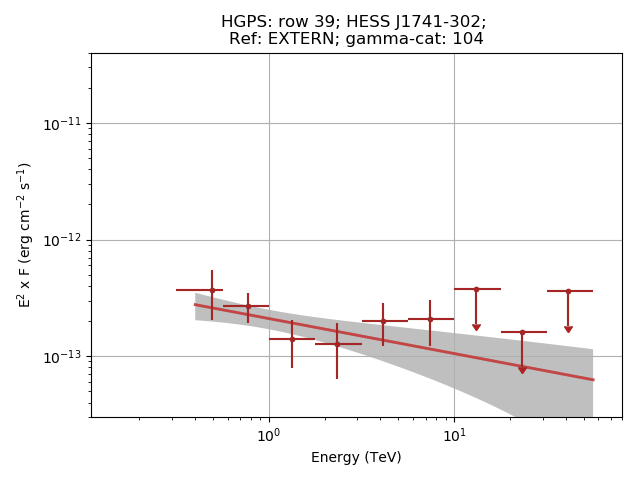 HGPS: row 39; HESS J1741-302;
Ref: EXTERN; gamma-cat: 104
E² x F (erg cm⁻² s⁻¹)
10⁻¹¹
10⁻¹²
10⁻¹³
10⁰ 10¹
Energy (TeV)